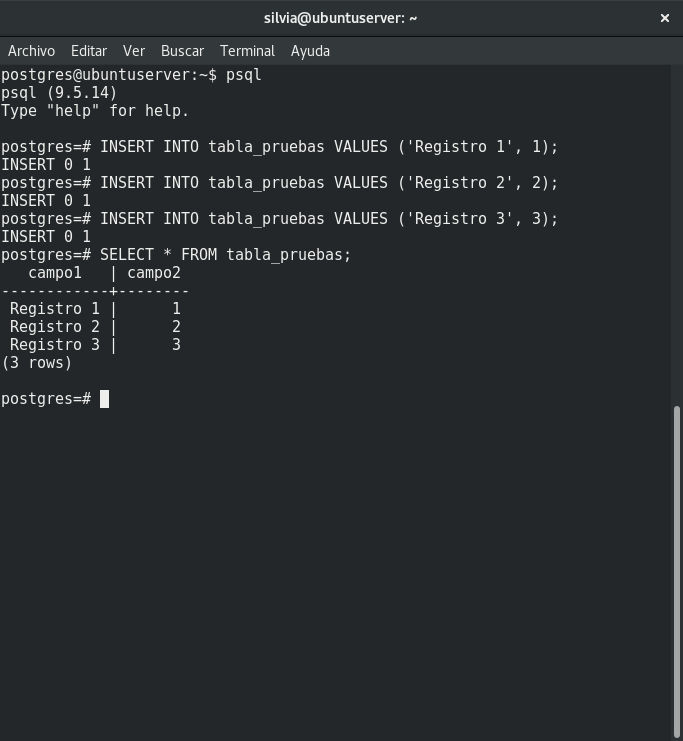 silvia@ubuntuserver: ~
Archivo Editar Ver Buscar Terminal Ayuda
postgres@ubuntuserver:~$ psql
psql (9.5.14)
Type "help" for help.

postgres=# INSERT INTO tabla_pruebas VALUES ('Registro 1', 1);
INSERT 0 1
postgres=# INSERT INTO tabla_pruebas VALUES ('Registro 2', 2);
INSERT 0 1
postgres=# INSERT INTO tabla_pruebas VALUES ('Registro 3', 3);
INSERT 0 1
postgres=# SELECT * FROM tabla_pruebas;
   campo1   | campo2
------------+--------
 Registro 1 |      1
 Registro 2 |      2
 Registro 3 |      3
(3 rows)

postgres=#